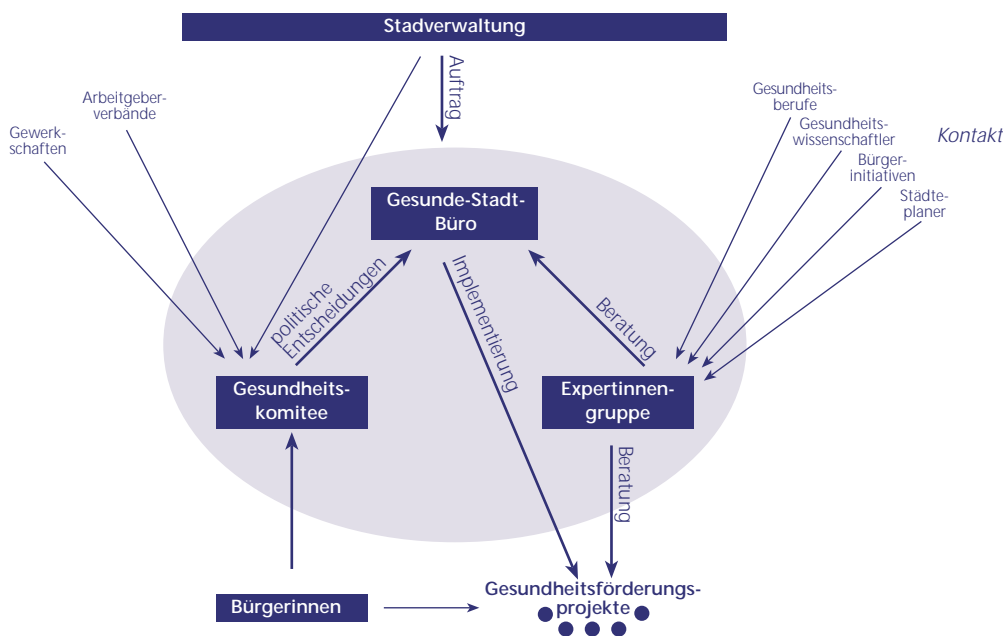 Stadverwaltung
Auftrag
Arbeitgeber-
verbände
Gewerk-
schaften
Gesundheits-
berufe
Gesundheits-
wissenschaftler
Kontakt
Bürger-
initiativen
Städte-
planer
Gesunde-Stadt-
Büro
politische
Entscheidungen
Implementierung
Beratung
Gesundheits-
komitee
Expertinnen-
gruppe
Beratung
Bürgerinnen
Gesundheitsförderungs-
projekte